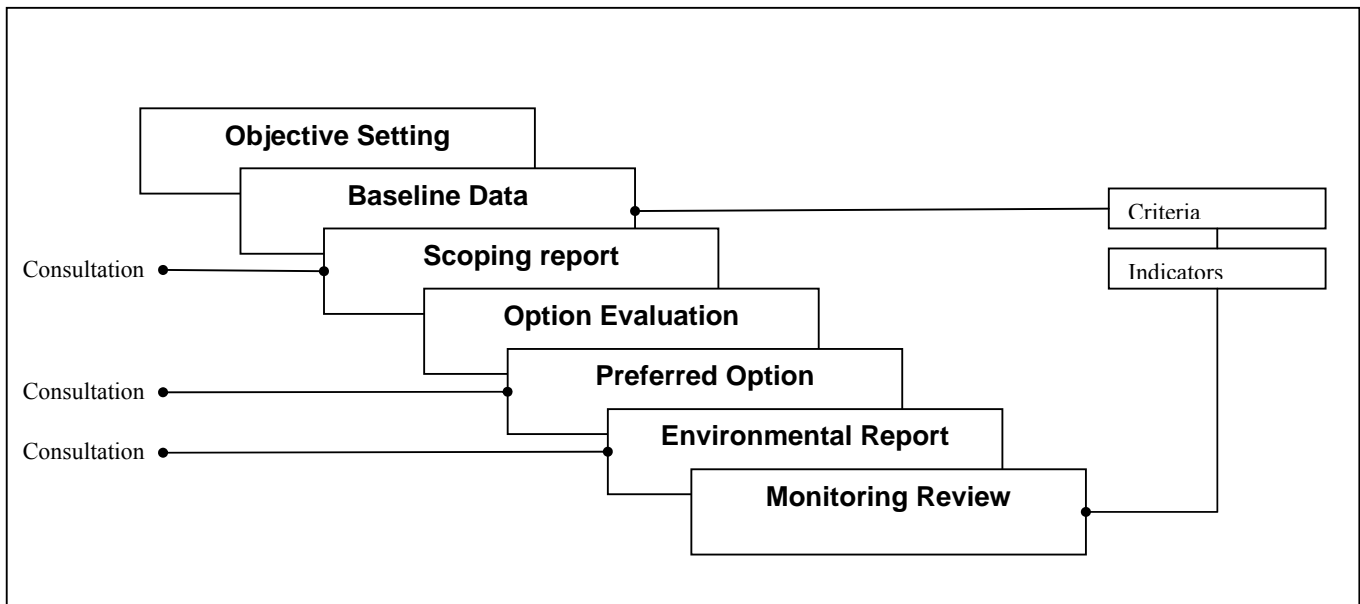 Objective Setting
Baseline Data
Criteria
Scoping report
Consultation
Indicators
Option Evaluation
Preferred Option
Consultation
Environmental Report
Consultation
Monitoring Review